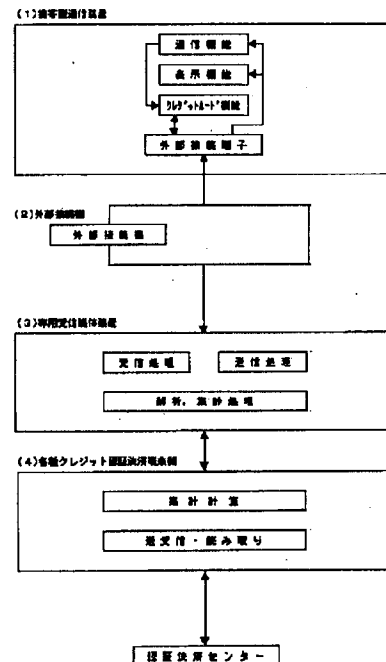 (1)携帯型通信装置
通信機能
表示機能
クレジットカード機能
外部接続端子
(2)外部接続機
外部接続機
(3)専用受信媒体装置
受信処理 送信処理
解析,集計処理
(4)各種クレジット認証決済端末機
集計計算
送受信・読み取り
認証決済センター